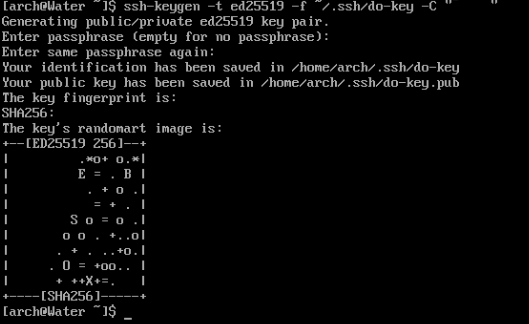 [arch@Water ~]$ ssh-keygen -t ed25519 -f ~/.ssh/do-key -C "     "
Generating public/private ed25519 key pair.
Enter passphrase (empty for no passphrase):
Enter same passphrase again:
Your identification has been saved in /home/arch/.ssh/do-key
Your public key has been saved in /home/arch/.ssh/do-key.pub
The key fingerprint is:
SHA256:
The key's randomart image is:
+--[ED25519 256]--+
|          .*o+ o.*|
|          E = . B |
|           . + o .|
|            = + . |
|         S o = o .|
|        o o . +..o|
|       . + . ..+o.|
|      . O = +oo.. |
|       + ++X+=.   |
+----[SHA256]-----+
[arch@Water ~]$ _